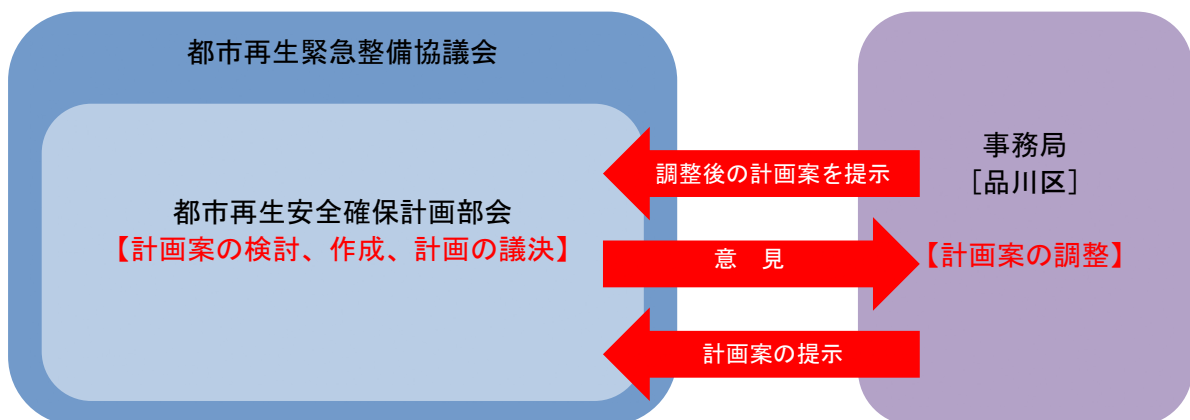 都市再生緊急整備協議会
都市再生安全確保計画部会
【計画案の検討、作成、計画の議決】
調整後の計画案を提示
意　見
計画案の提示
事務局
［品川区］
【計画案の調整】